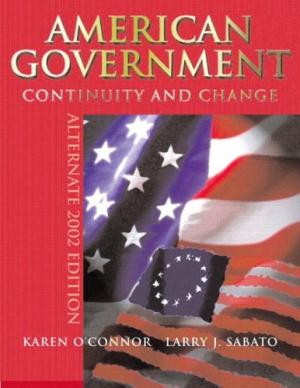 AMERICAN
GOVERNMENT
CONTINUITY AND CHANGE
ALTERNATE 2002 EDITION
KAREN O'CONNOR LARRY J. SABATO